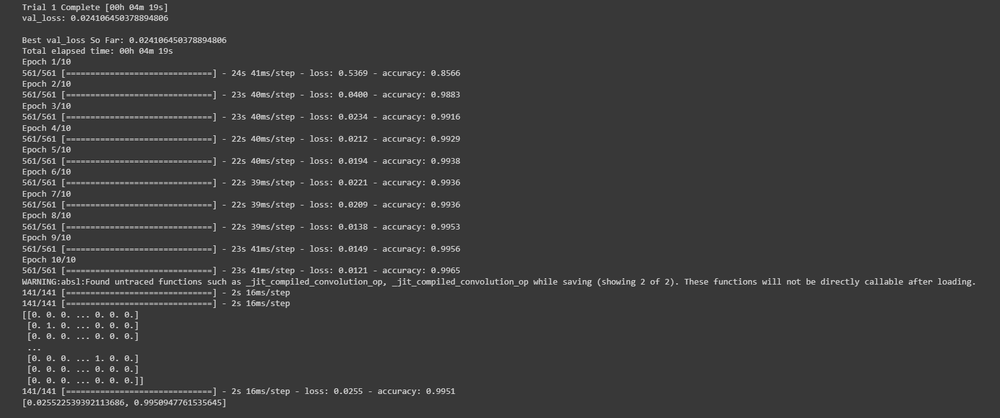 Trial 1 Complete [00h 04m 19s]
val_loss: 0.024106450378894806
Best val_loss So Far: 0.024106450378894806
Total elapsed time: 00h 04m 19s
Epoch 1/10
561/561 [==============================] - 24s 41ms/step - loss: 0.5369 - accuracy: 0.8566
Epoch 2/10
561/561 [==============================] - 23s 40ms/step - loss: 0.0400 - accuracy: 0.9883
Epoch 3/10
561/561 [==============================] - 23s 40ms/step - loss: 0.0234 - accuracy: 0.9916
Epoch 4/10
561/561 [==============================] - 22s 40ms/step - loss: 0.0212 - accuracy: 0.9929
Epoch 5/10
561/561 [==============================] - 22s 40ms/step - loss: 0.0194 - accuracy: 0.9938
Epoch 6/10
561/561 [==============================] - 22s 39ms/step - loss: 0.0221 - accuracy: 0.9936
Epoch 7/10
561/561 [==============================] - 22s 39ms/step - loss: 0.0209 - accuracy: 0.9936
Epoch 8/10
561/561 [==============================] - 22s 39ms/step - loss: 0.0138 - accuracy: 0.9953
Epoch 9/10
561/561 [==============================] - 23s 41ms/step - loss: 0.0149 - accuracy: 0.9956
Epoch 10/10
561/561 [==============================] - 23s 41ms/step - loss: 0.0121 - accuracy: 0.9965
WARNING:absl:Found untraced functions such as _jit_compiled_convolution_op, _jit_compiled_convolution_op while saving (showing 2 of 2). These functions will not be directly callable after loading.
141/141 [==============================] - 2s 16ms/step
141/141 [==============================] - 2s 16ms/step
[[0. 0. 0. ... 0. 0. 0.]
[0. 1. 0. ... 0. 0. 0.]
[0. 0. 0. ... 0. 0. 0.]
...
[0. 0. 0. ... 1. 0. 0.]
[0. 0. 0. ... 0. 0. 0.]
[0. 0. 0. ... 0. 0. 0.]]
141/141 [==============================] - 2s 16ms/step - loss: 0.0255 - accuracy: 0.9951
[0.025522539392113686, 0.9950947761535645]